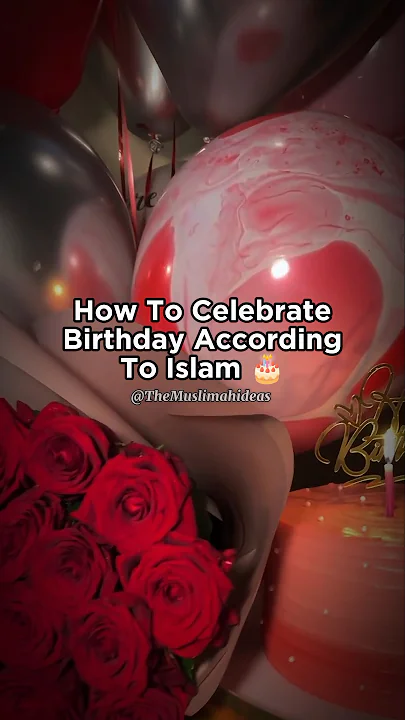 How To Celebrate
Birthday According
To Islam 🎂
@TheMuslimahideas